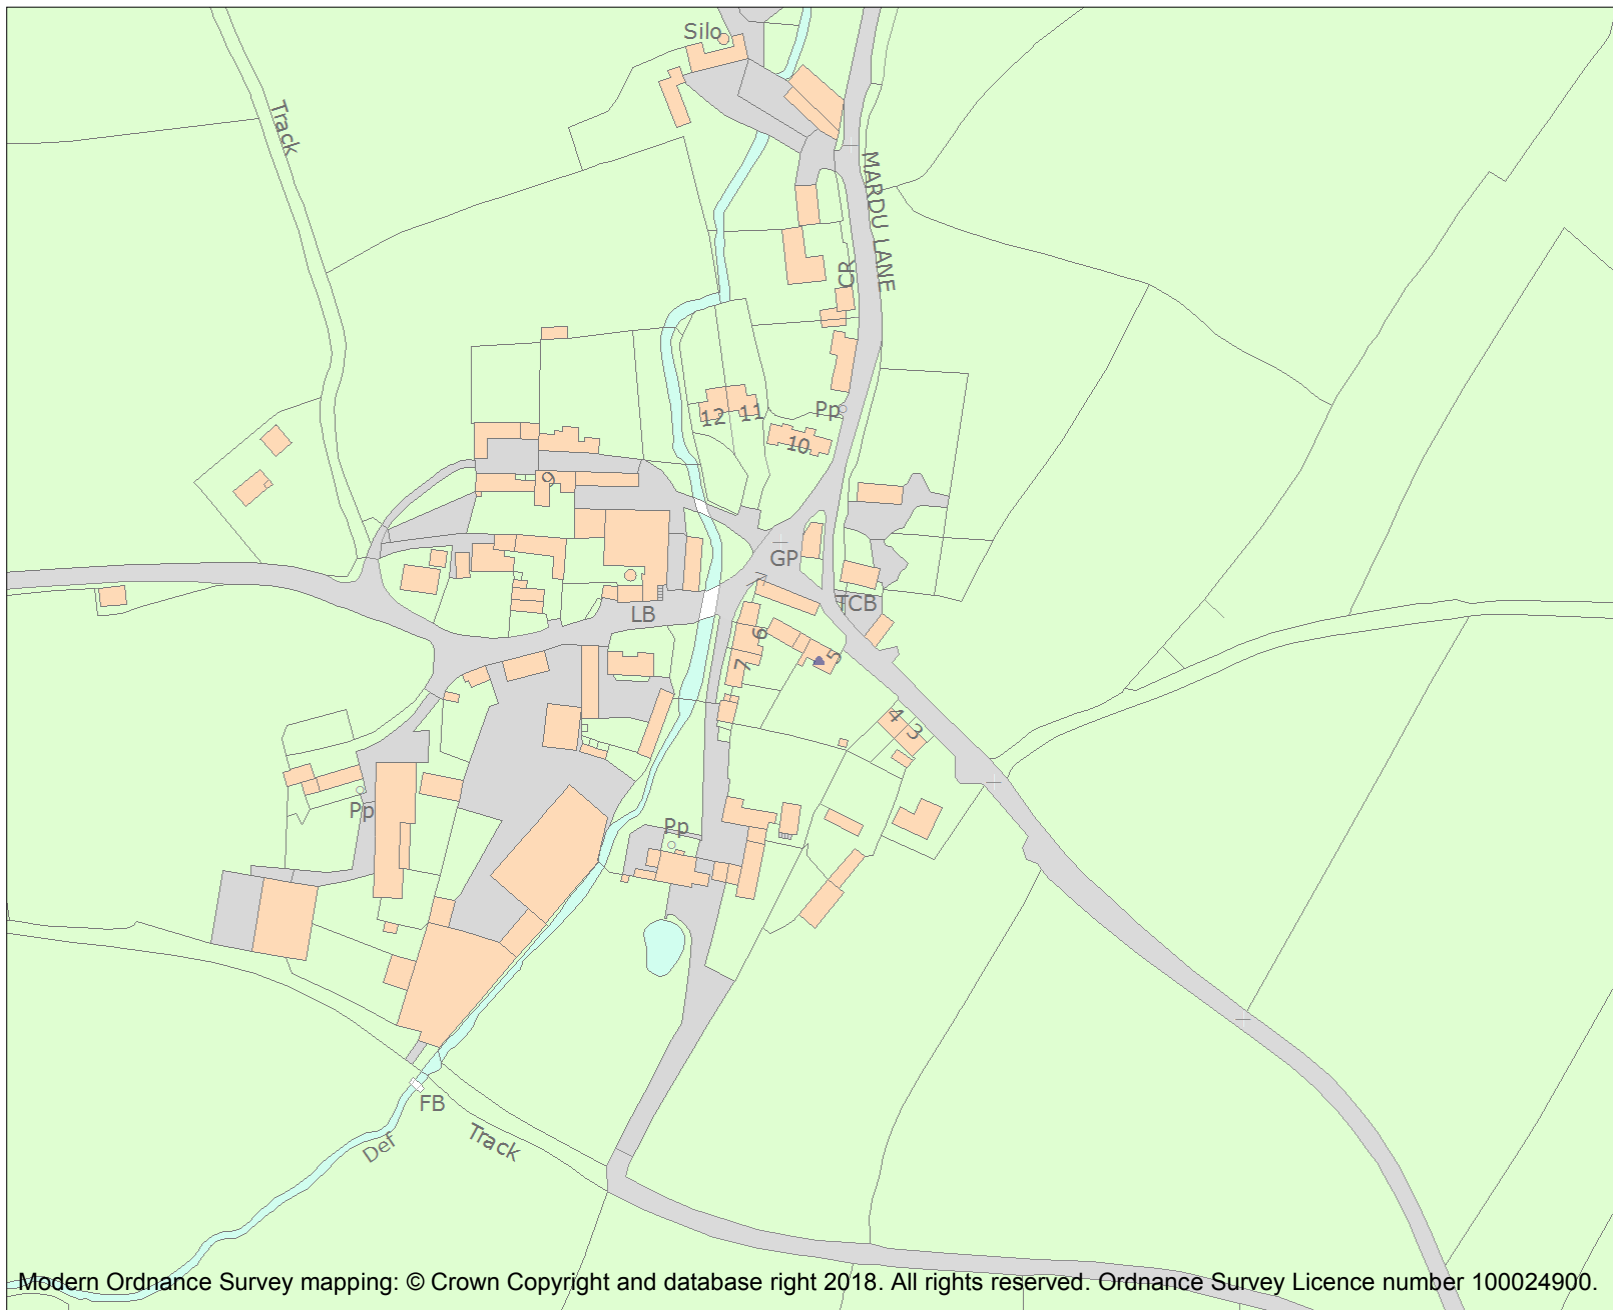 Silo
Track
MARDU LANE
CR
Pp
12
11
10
9
GP
TCB
LB
6
7
5
4
3
Pp
Pp
FB
Def
Track
Modern Ordnance Survey mapping: © Crown Copyright and database right 2018. All rights reserved. Ordnance Survey Licence number 100024900.